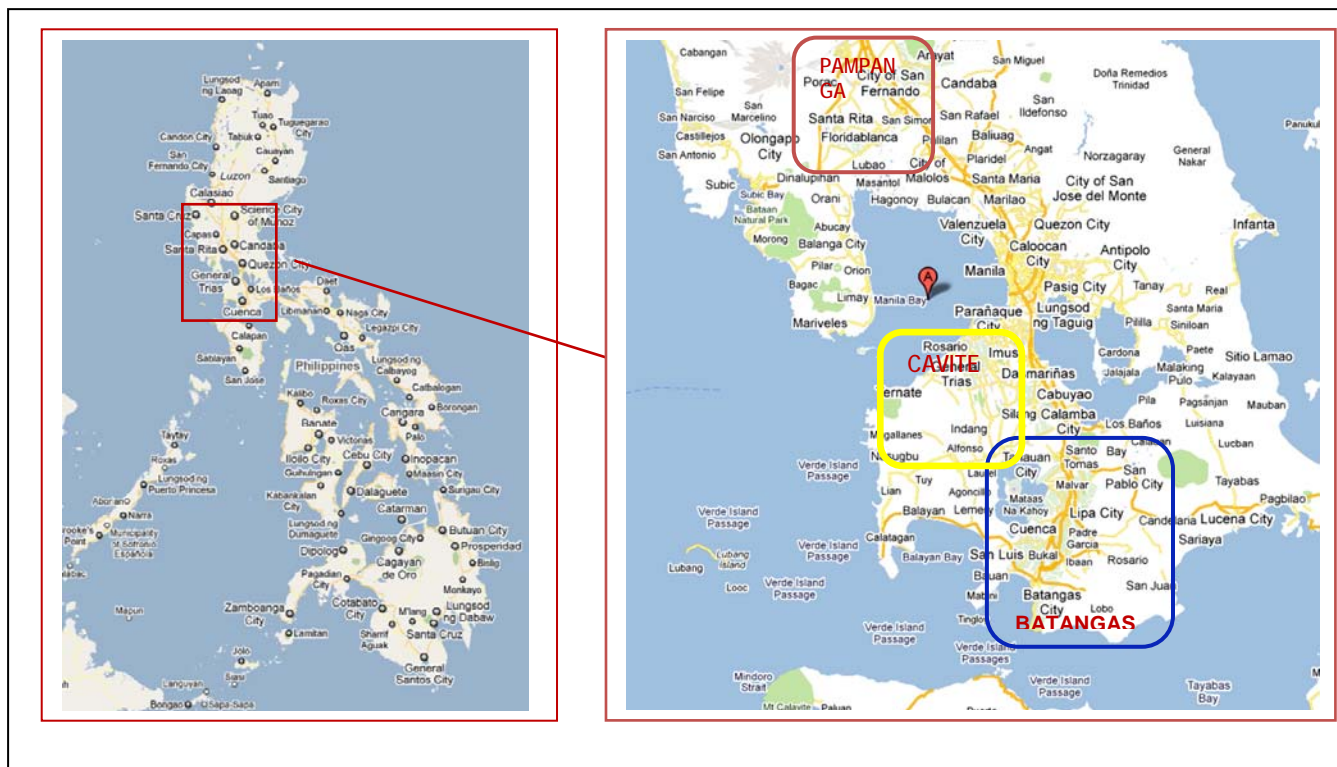 Lungsod
ng Laoag
Aparri
Tuao
Tuguegarao
City
Tabuk
Candon City
Cauayan
San
Fernando City
Luzon
Santiago
Calasiao
Santa Cruz
Science City
of Muñoz
Capas
Candaba
Santa Rita
Quezon City
General
Trias
Los Baños
Daet
Cuenca
Libmanan
Naga City
Calapan
Legazpi City
Oas
Sablayan
San Jose
Philippines
Lungsod ng
Calbayog
Catbalogan
Kalibo
Roxas City
Cangara
Borongan
Banate
Palo
Victorias
Iloilo City
Cebu City
Inopacan
Guihulngan
Maasin City
Taytay
Roxas
Lungsod ng
Puerto Princesa
Kabankalan
City
Dalaguete
Surigao City
Catarman
Narra
Lungsod ng
Dumaguete
Butuan City
Brooke's
Point
Municipality
of Sofronio
Española
Gingoog City
Prosperidad
Dipolog
Cagayan
de Oro
Bislig
Pagadian
City
Monkayo
Mapun
Zamboanga
City
Cotabato
City
M'lang
Lungsod
ng Dabaw
Lamitan
Sharrif
Aguak
Santa Cruz
Jolo
Siasi
General
Santos City
Languyan
Bongao
Sapa-Sapa
Cabangan
PAMPAN
GA
Arayat
San Miguel
Porac
City of San
Fernando
Candaba
Doña Remedios
Trinidad
San Felipe
San Narciso
San
Marcelino
San
Ildefonso
Santa Rita
San Simon
San Rafael
Castillejos
Olongapo
City
Floridablanca
Pulilan
Baliuag
San Antonio
Angat
General
Nakar
Lubao
City of
Malolos
Plaridel
Norzagaray
Dinalupihan
Masantol
Santa Maria
City of San
Jose del Monte
Subic
Subic Bay
Orani
Hagonoy
Bulacan
Marilao
Bataan
Natural Park
Abucay
Valenzuela
City
Quezon City
Infanta
Morong
Balanga City
Caloocan
City
Antipolo
City
Pilar
Orion
A
Manila
Pasig City
Tanay
Real
Bagac
Limay
Manila Bay
Parañaque
City
Lungsod
ng Taguig
Santa Maria
Mariveles
Pililla
Siniloan
Rosario
Imus
Cardona
Paete
Sitio Lamao
CAVITE
General
Trias
Dasmariñas
Jalajala
Malaking
Pulo
Kalayaan
Ternate
Cabuyao
Pila
Pagsanjan
Mauban
Silang
Calamba
City
Magallanes
Indang
Los Baños
Luisiana
Alfonso
Calauan
Lucban
Nasugbu
Tanauan
City
Santo
Tomas
Bay
Verde Island
Passage
Tuy
Laurel
San
Pablo City
Tayabas
Lian
Agoncillo
Malvar
Mataas
Na Kahoy
Pagbilao
Verde Island
Passage
Balayan
Lemery
Lipa City
Candelaria
Lucena City
Cuenca
Calatagan
Padre
Garcia
Sariaya
Verde Island
Passage
Balayan Bay
San Luis
Bukal
Ibaan
Rosario
Lubang
Island
Lubang
Looc
Verde Island
Passage
Bauan
San Juan
Mabini
Batangas
City
Lobo
Tinglo
BATANGAS
Verde Island
Passage
Verde Island
Passages
Mindoro
Strait
Verde Island
Passage
Tayabas
Bay
Mt Calavite
Paluan